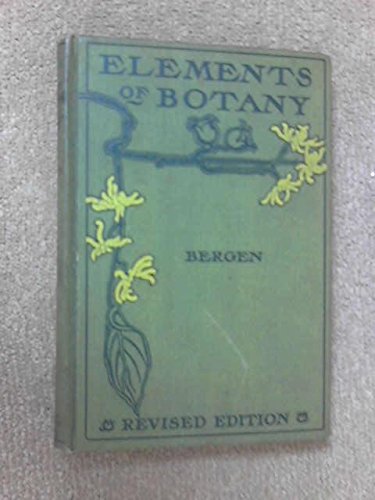 ELEMENTS
OF BOTANY
BERGEN
REVISED EDITION